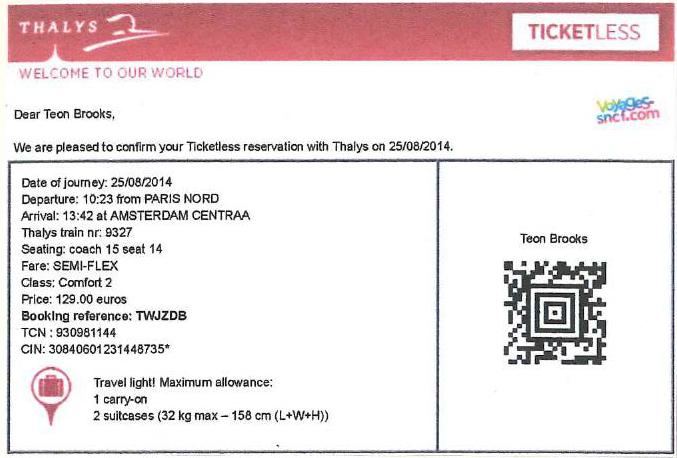 THALYS
TICKETLESS
WELCOME TO OUR WORLD
Voyages-
sncf.com
Dear Teon Brooks,
We are pleased to confirm your Ticketless reservation with Thalys on 25/08/2014.
Date of journey: 25/08/2014
Departure: 10:23 from PARIS NORD
Arrival: 13:42 at AMSTERDAM CENTRAA
Thalys train nr: 9327
Seating: coach 15 seat 14
Fare: SEMI-FLEX
Class: Comfort 2
Price: 129.00 euros
Booking reference: TWJZDB
TCN : 930981144
CIN: 30840601231448735*
Travel light! Maximum allowance:
1 carry-on
2 suitcases (32 kg max – 158 cm (L+W+H))
Teon Brooks